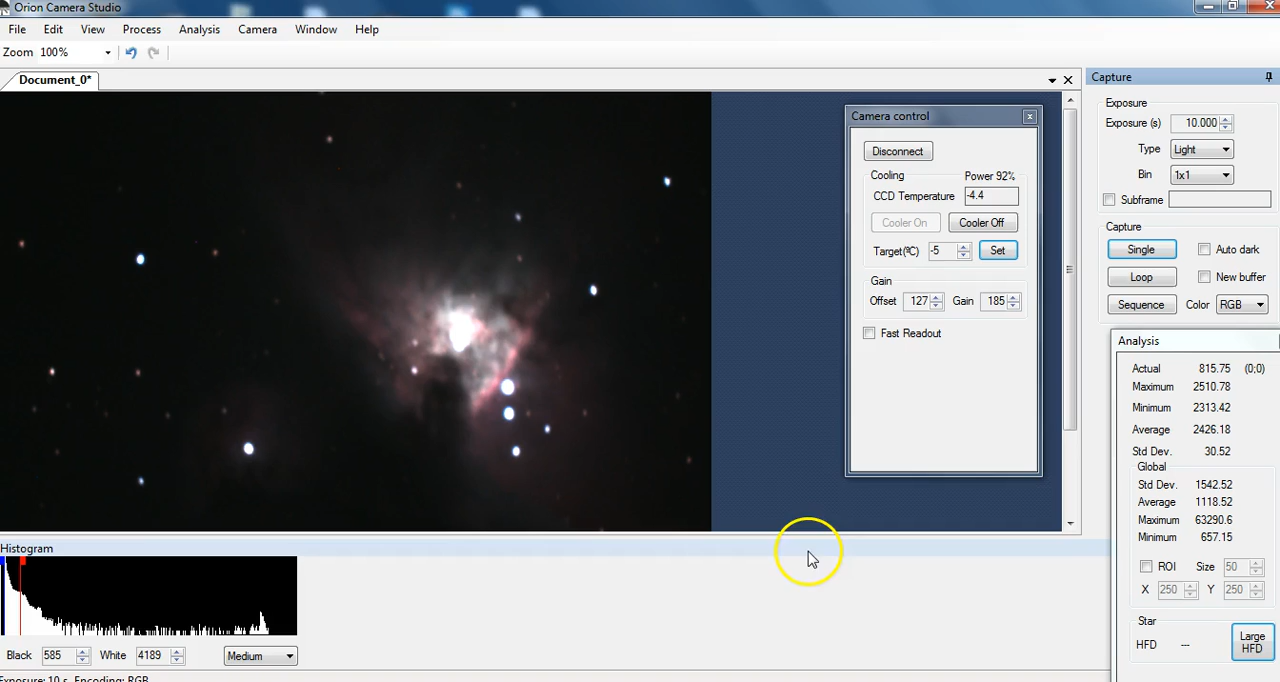 Orion Camera Studio
File Edit View Process Analysis Camera Window Help
Zoom 100%
Document_0*
Camera control
Disconnect
Cooling Power 92%
CCD Temperature -4.4
Cooler On Cooler Off
Target(ºC) -5 Set
Gain
Offset 127 Gain 185
Fast Readout
Capture
Exposure
Exposure (s) 10.000
Type Light
Bin 1x1
Subframe
Capture
Single Auto dark
Loop New buffer
Sequence Color RGB
Analysis
Actual 815.75 (0;0)
Maximum 2510.78
Minimum 2313.42
Average 2426.18
Std Dev. 30.52
Global
Std Dev. 1542.52
Average 1118.52
Maximum 63290.6
Minimum 657.15
ROI Size 50
X 250 Y 250
Star
HFD --- Large
HFD
Histogram
Black 585 White 4189 Medium
Exposure: 10 s, Encoding: RGB